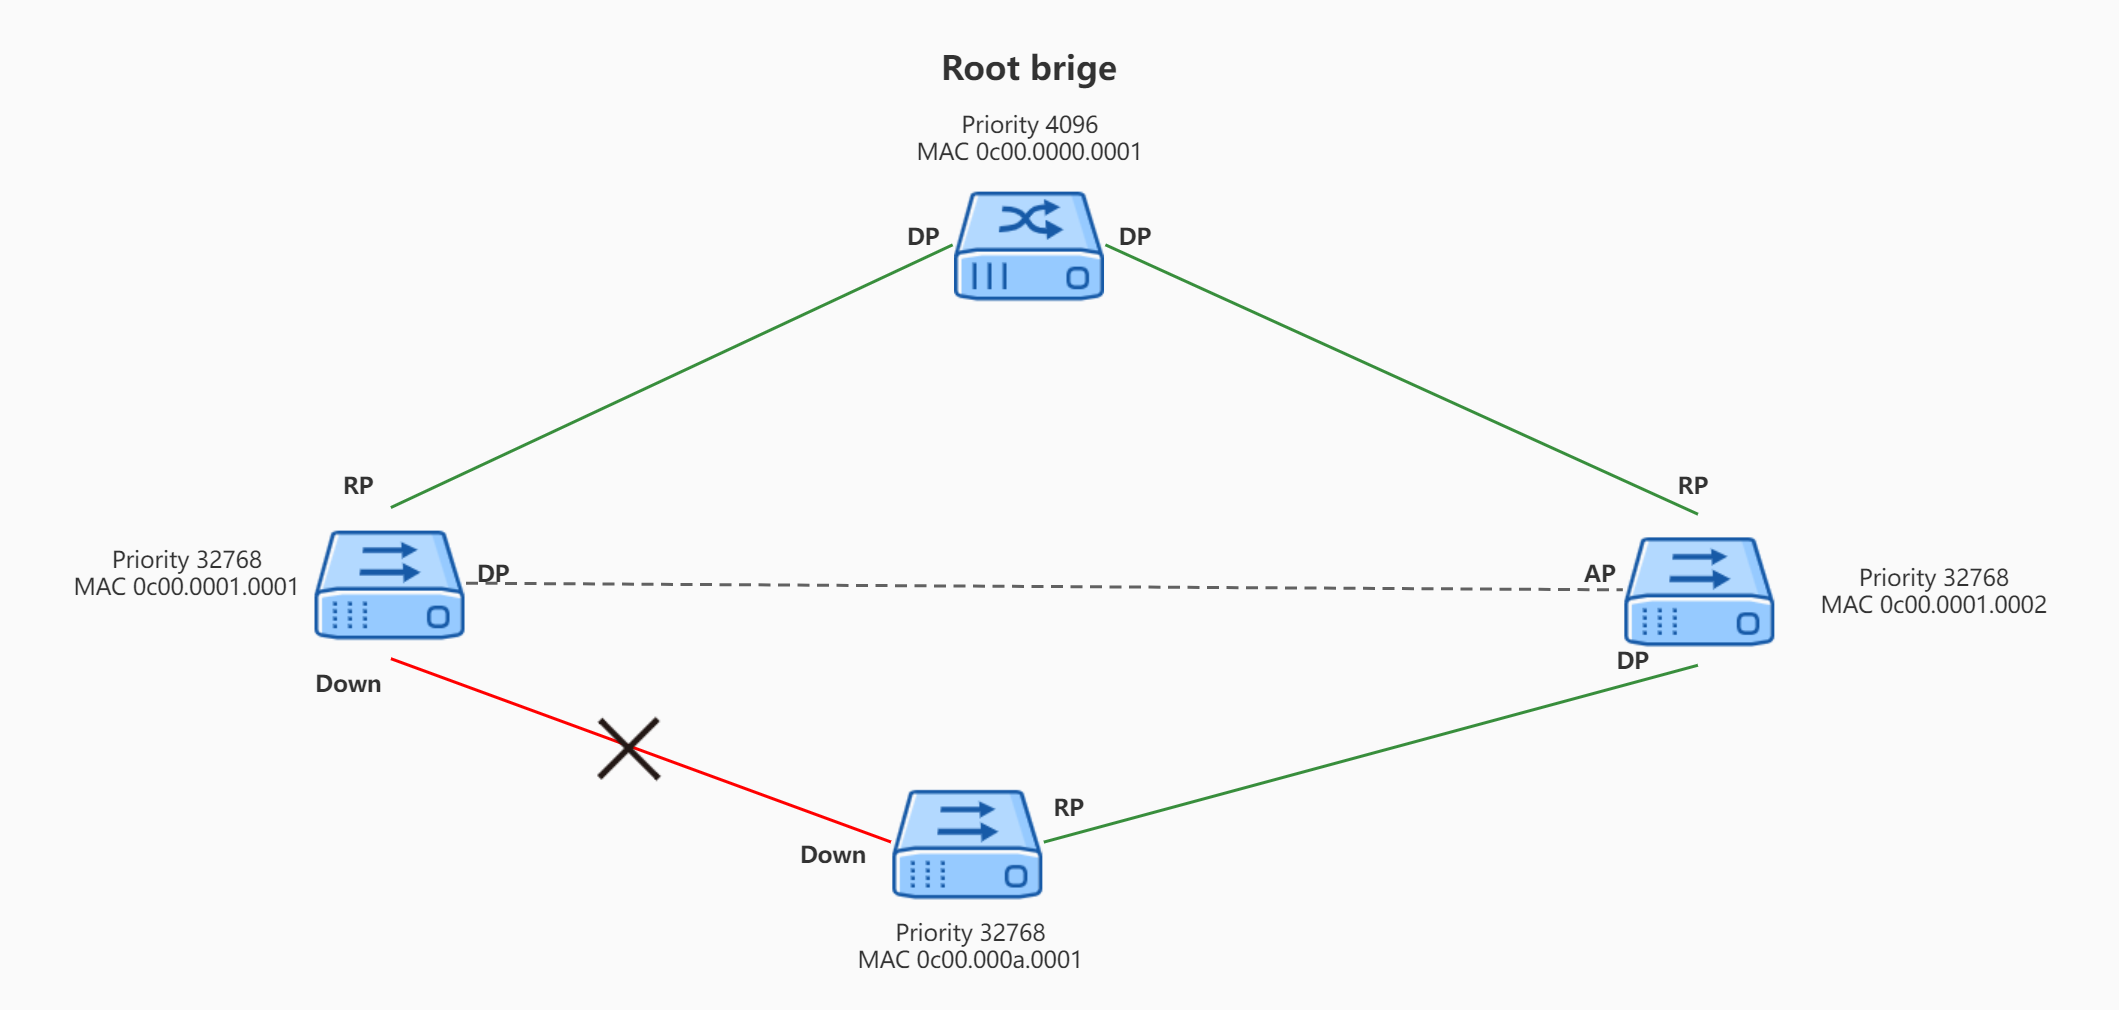 Root brige
Priority 4096
MAC 0c00.0000.0001
DP
DP
RP
RP
Priority 32768
MAC 0c00.0001.0001
DP
AP
Priority 32768
MAC 0c00.0001.0002
Down
DP
Down
RP
Priority 32768
MAC 0c00.000a.0001